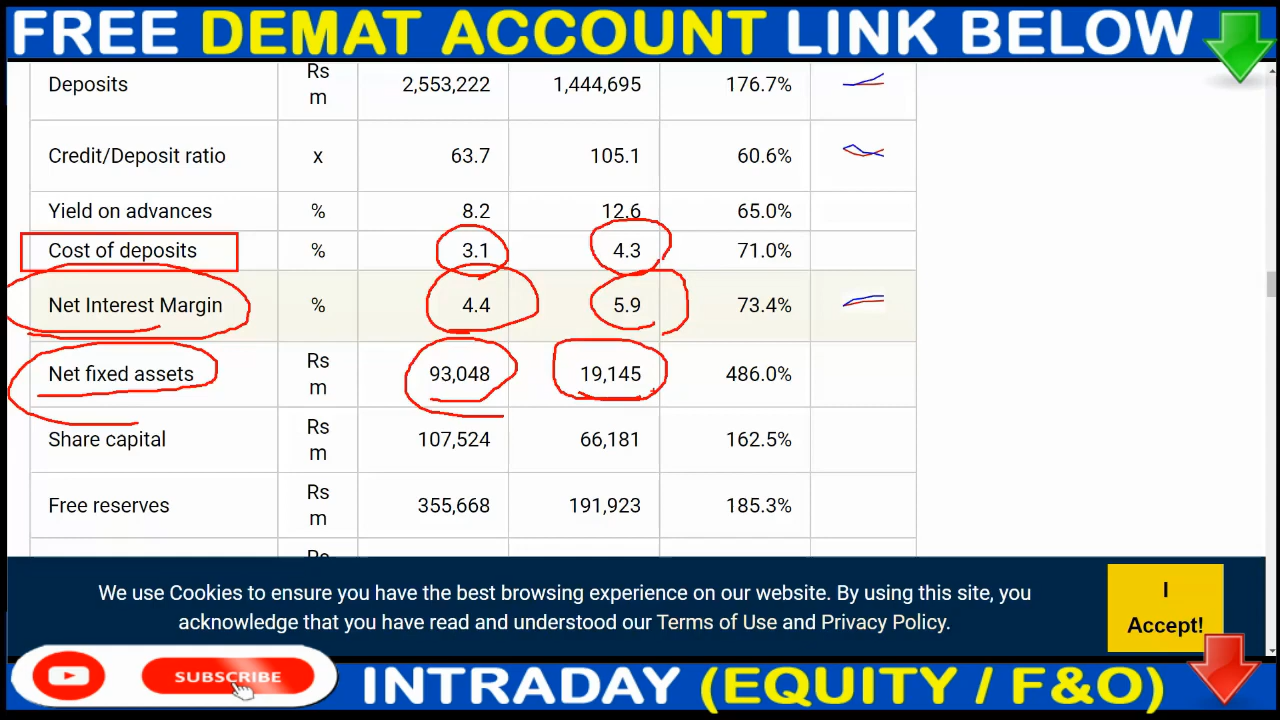 FREE DEMAT ACCOUNT LINK BELOW
Deposits Rs m 2,553,222 1,444,695 176.7%
Credit/Deposit ratio x 63.7 105.1 60.6%
Yield on advances % 8.2 12.6 65.0%
Cost of deposits % 3.1 4.3 71.0%
Net Interest Margin % 4.4 5.9 73.4%
Net fixed assets Rs m 93,048 19,145 486.0%
Share capital Rs m 107,524 66,181 162.5%
Free reserves Rs m 355,668 191,923 185.3%
Rs
We use Cookies to ensure you have the best browsing experience on our website. By using this site, you
acknowledge that you have read and understood our Terms of Use and Privacy Policy.
I
Accept!
SUBSCRIBE
INTRADAY (EQUITY / F&O)